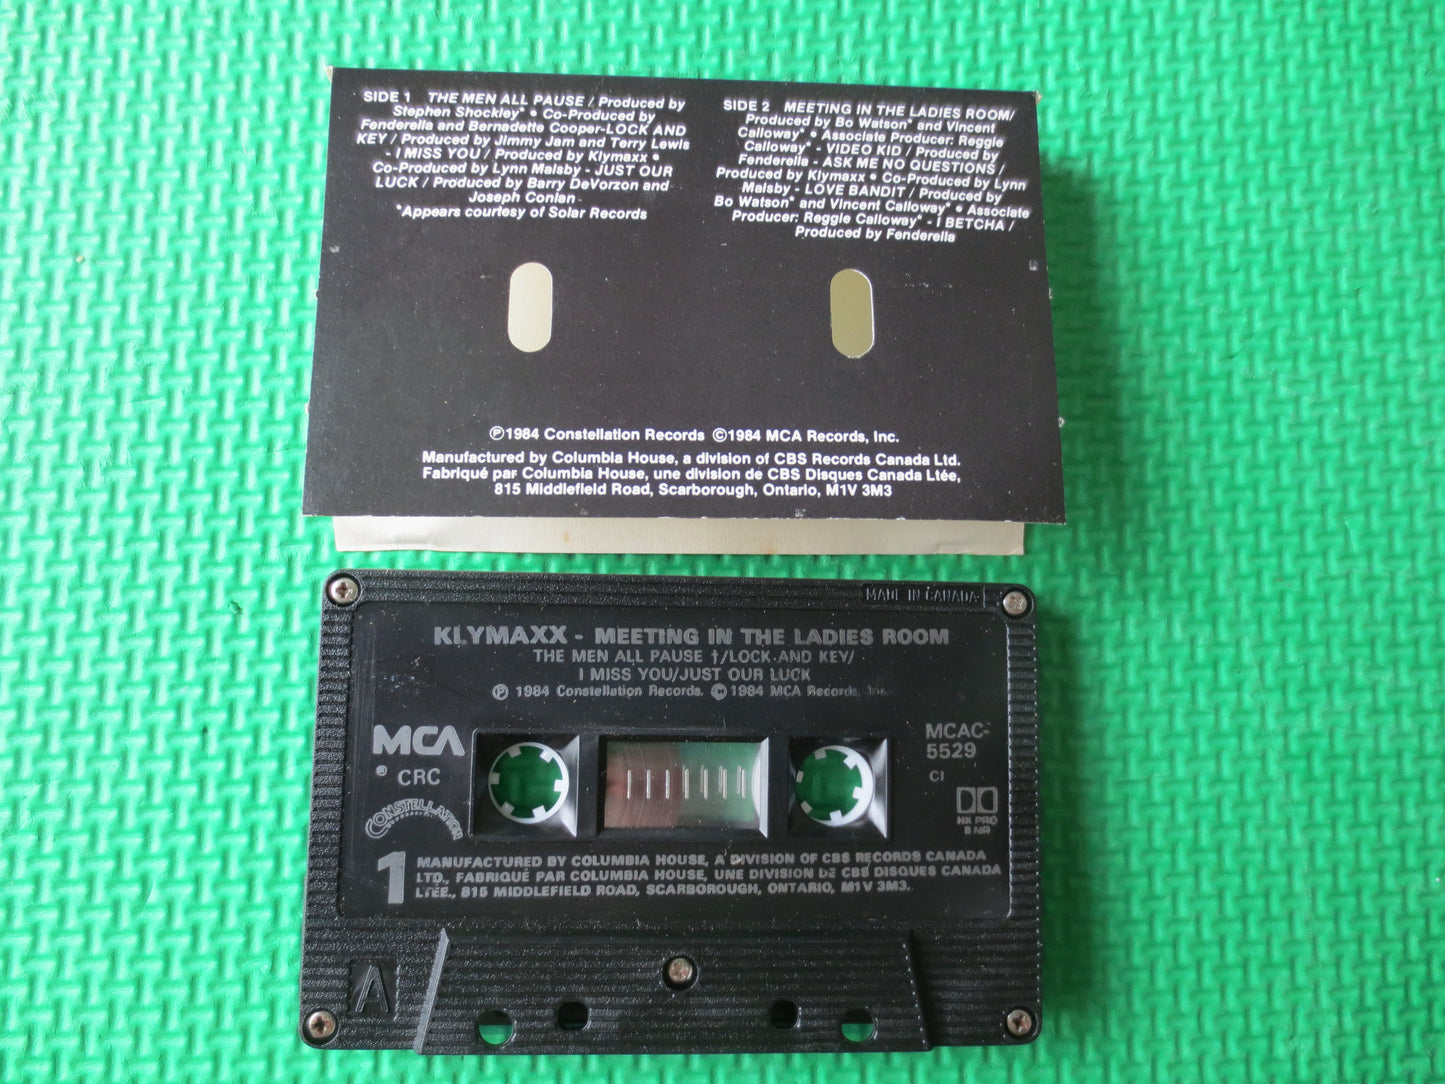 SIDE 1 THE MEN ALL PAUSE / Produced by
Stephen Shockley* • Co-Produced by
Fenderella and Bernadette Cooper-LOCK AND
KEY / Produced by Jimmy Jam and Terry Lewis
- I MISS YOU / Produced by Klymaxx •
Co-Produced by Lynn Malsby - JUST OUR
LUCK / Produced by Barry DeVorzon and
Joseph Conlan
*Appears courtesy of Solar Records
SIDE 2 MEETING IN THE LADIES ROOM/
Produced by Bo Watson* and Vincent
Calloway* • Associate Producer: Reggie
Calloway* - VIDEO KID / Produced by
Fenderella - ASK ME NO QUESTIONS /
Produced by Klymaxx • Co-Produced by Lynn
Malsby - LOVE BANDIT / Produced by
Bo Watson* and Vincent Calloway* • Associate
Producer: Reggie Calloway* - I BETCHA /
Produced by Fenderella
℗1984 Constellation Records ©1984 MCA Records, Inc.
Manufactured by Columbia House, a division of CBS Records Canada Ltd.
Fabriqué par Columbia House, une division de CBS Disques Canada Ltée,
815 Middlefield Road, Scarborough, Ontario, M1V 3M3
MADE IN CANADA
KLYMAXX - MEETING IN THE LADIES ROOM
THE MEN ALL PAUSE †/LOCK AND KEY/
I MISS YOU/JUST OUR LUCK
℗ 1984 Constellation Records. © 1984 MCA Records, Inc.
MCA
® CRC
CONSTELLATION
MCAC-
5529
CI
HX PRO
B NR
1
MANUFACTURED BY COLUMBIA HOUSE, A DIVISION OF CBS RECORDS CANADA
LTD., FABRIQUÉ PAR COLUMBIA HOUSE, UNE DIVISION DE CBS DISQUES CANADA
LTÉE., 815 MIDDLEFIELD ROAD, SCARBOROUGH, ONTARIO, M1V 3M3.
A